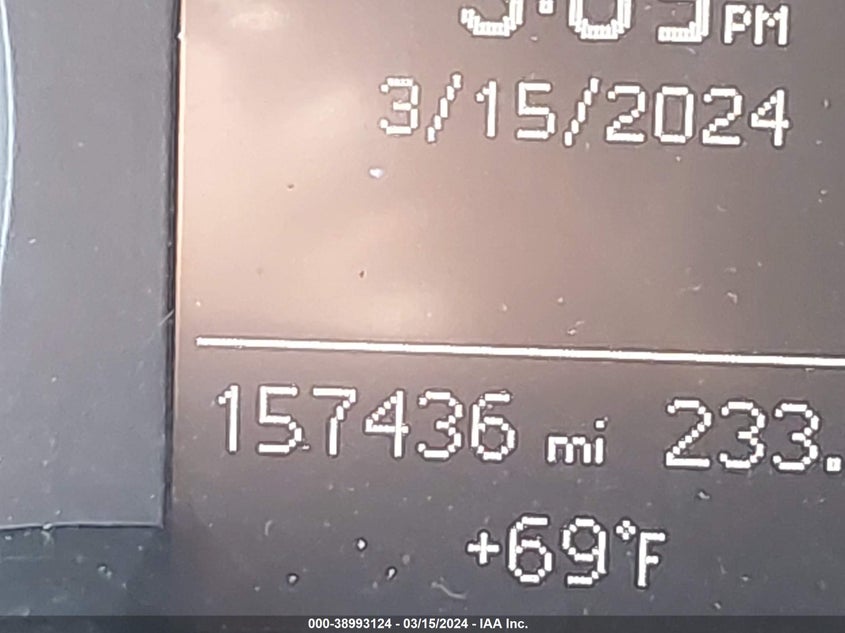 PM
3/15/2024
157436 mi 233.
+69°F
000-38993124 - 03/15/2024 - IAA Inc.